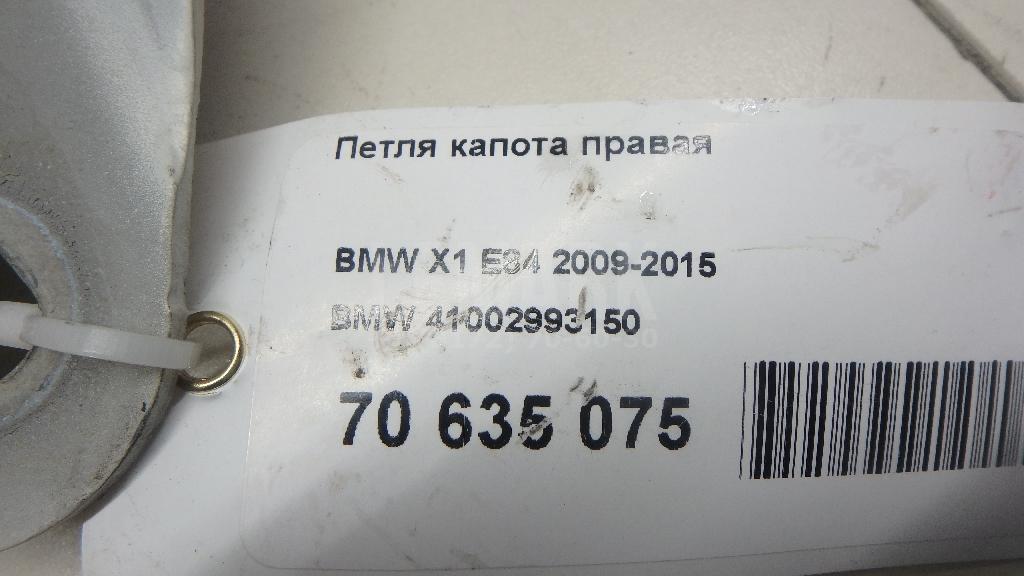 Петля капота правая
BMW X1 E84 2009-2015
BMW 41002993150
70 635 075